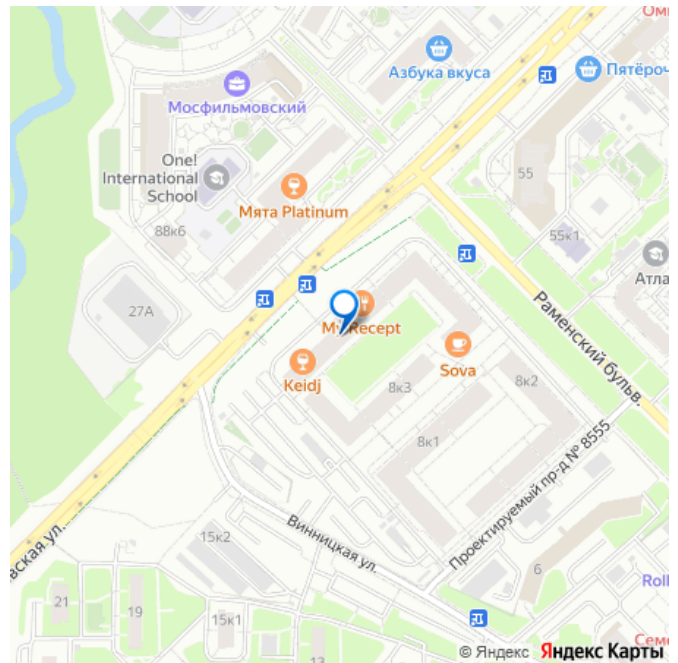 Оми
Азбука вкуса
Пятёроч
Мосфильмовский
One!
International
School
Мята Platinum
55
88к6
55к1
Атла
27А
My Recept
Раменский бульв.
Keidj
Sova
8к3
8к2
8к1
Проектируемый пр-д № 8555
15к2
Винницкая ул.
вская ул.
6
Roll
21
19
15к1
13
Семе
© Яндекс Яндекс Карты